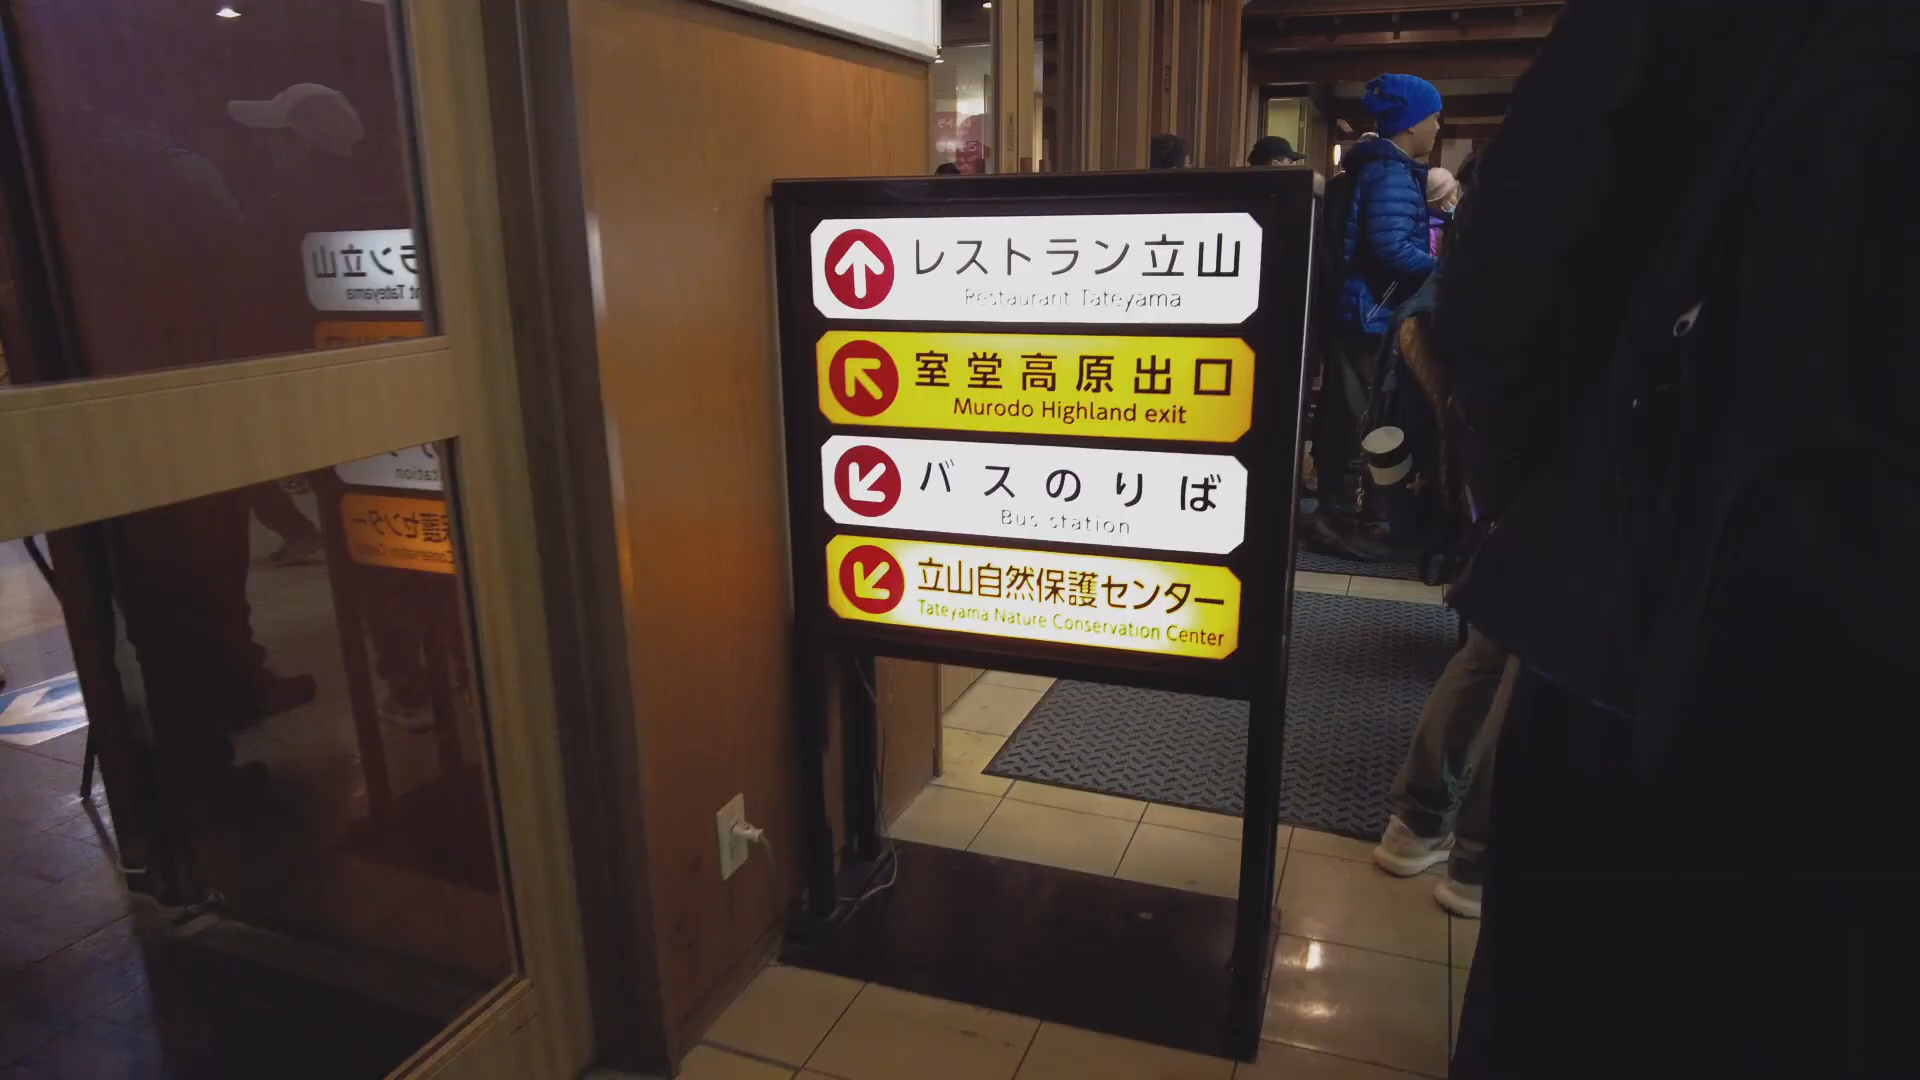 レストラン立山
Restaurant Tateyama
室堂高原出口
Murodo Highland exit
バスのりば
Bus station
立山自然保護センター
Tateyama Nature Conservation Center